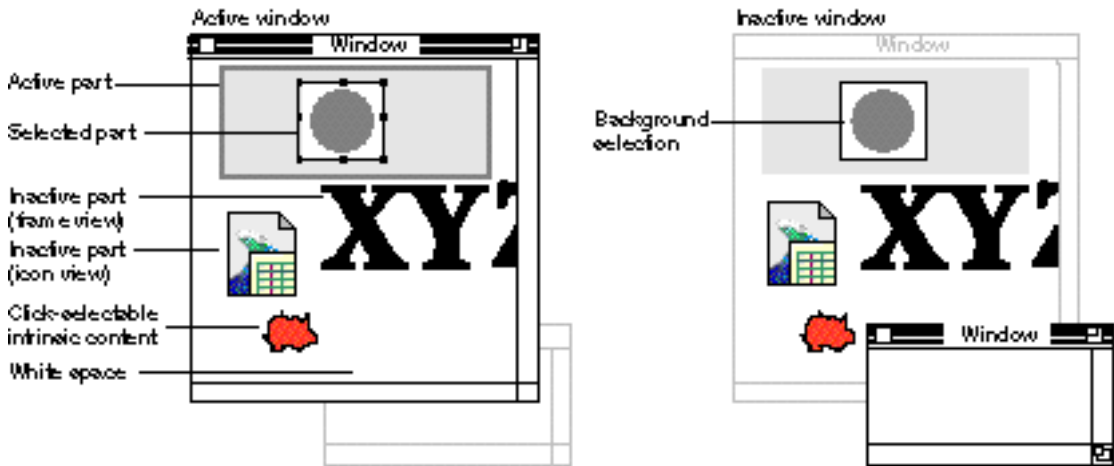 Active window
Window
Active part
Selected part
Inactive part
(frame view)
Inactive part
(icon view)
Click-selectable
intrinsic content
White space
XYZ
Inactive window
Window
Background
selection
XYZ
Window